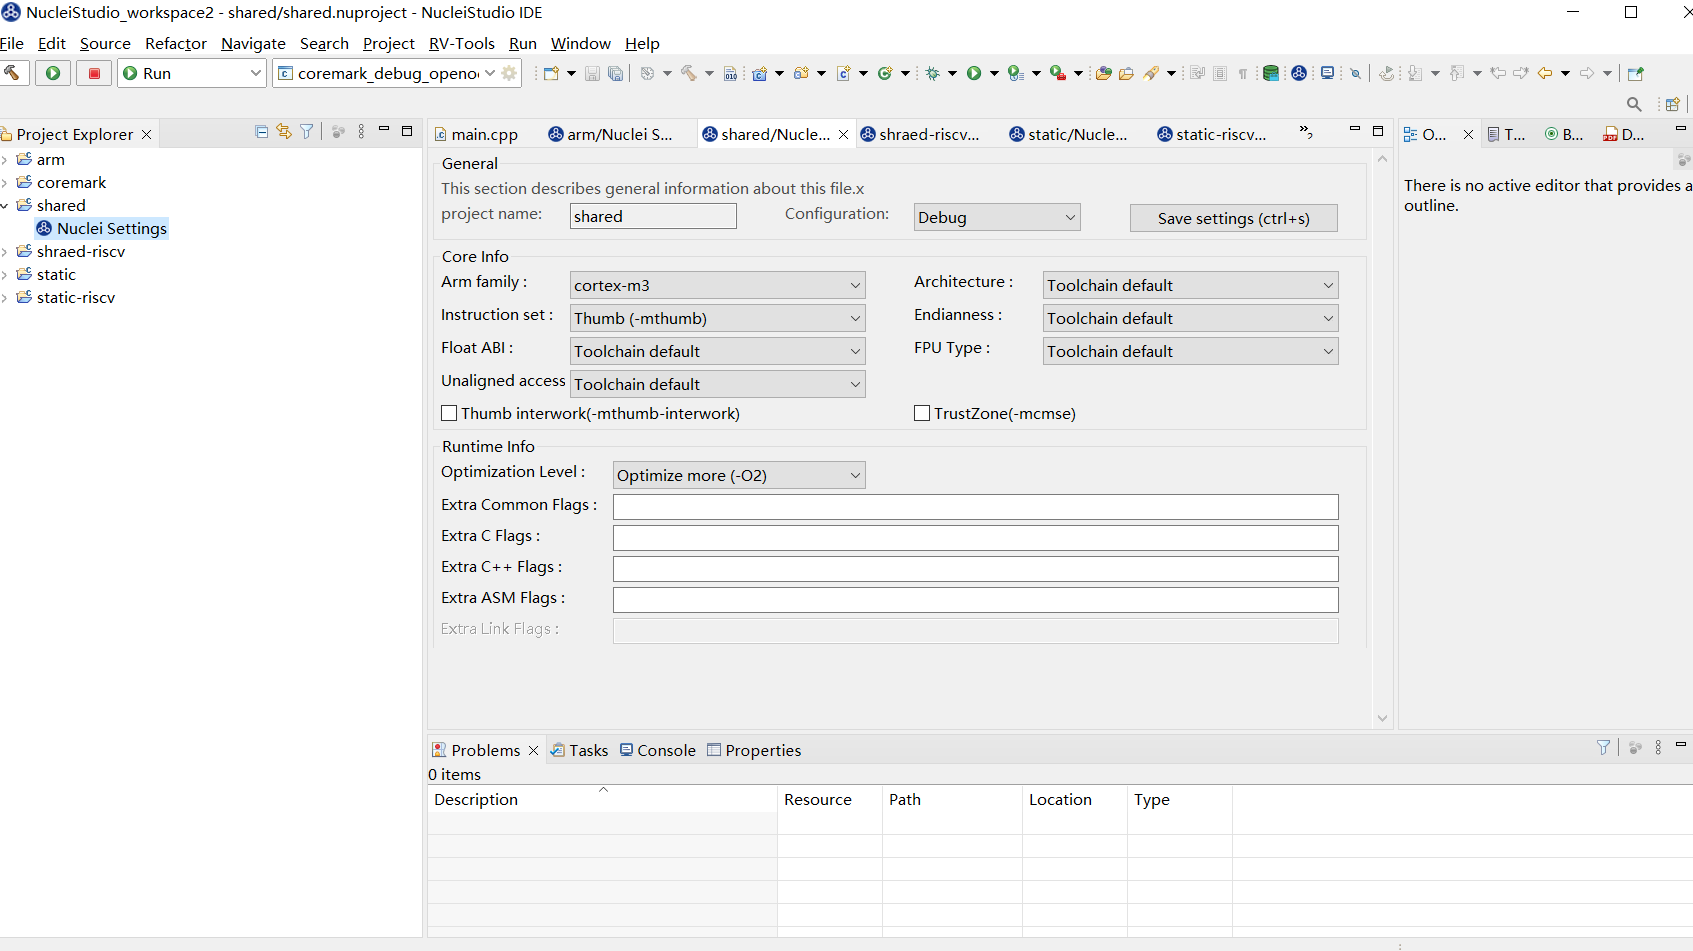 NucleiStudio_workspace2 - shared/shared.nuproject - NucleiStudio IDE
File Edit Source Refactor Navigate Search Project RV-Tools Run Window Help
Run
coremark_debug_openoc
010
Project Explorer
arm
coremark
shared
Nuclei Settings
shraed-riscv
static
static-riscv
main.cpp
arm/Nuclei S...
shared/Nucle...
shraed-riscv...
static/Nucle...
static-riscv...
»5
General
This section describes general information about this file.x
project name: shared Configuration: Debug Save settings (ctrl+s)
Core Info
Arm family : cortex-m3 Architecture : Toolchain default
Instruction set : Thumb (-mthumb) Endianness : Toolchain default
Float ABI : Toolchain default FPU Type : Toolchain default
Unaligned access Toolchain default
Thumb interwork(-mthumb-interwork) TrustZone(-mcmse)
Runtime Info
Optimization Level : Optimize more (-O2)
Extra Common Flags :
Extra C Flags :
Extra C++ Flags :
Extra ASM Flags :
Extra Link Flags :
O... T... B... D...
There is no active editor that provides a
outline.
Problems Tasks Console Properties
0 items
Description Resource Path Location Type